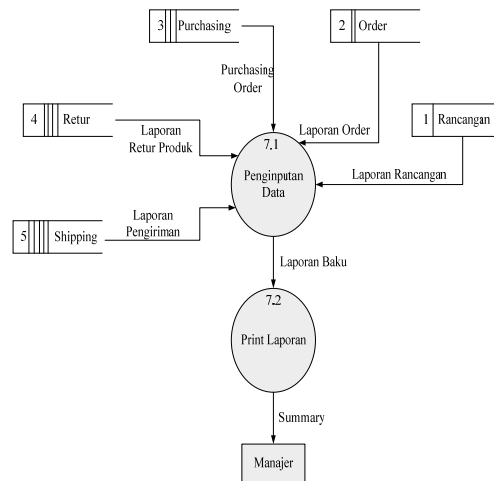 3 Purchasing
2 Order
Purchasing
Order
4 Retur
1 Rancangan
Laporan
Retur Produk
Laporan Order
7.1
Penginputan
Data
Laporan Rancangan
5 Shipping
Laporan
Pengiriman
Laporan Baku
7.2
Print Laporan
Summary
Manajer